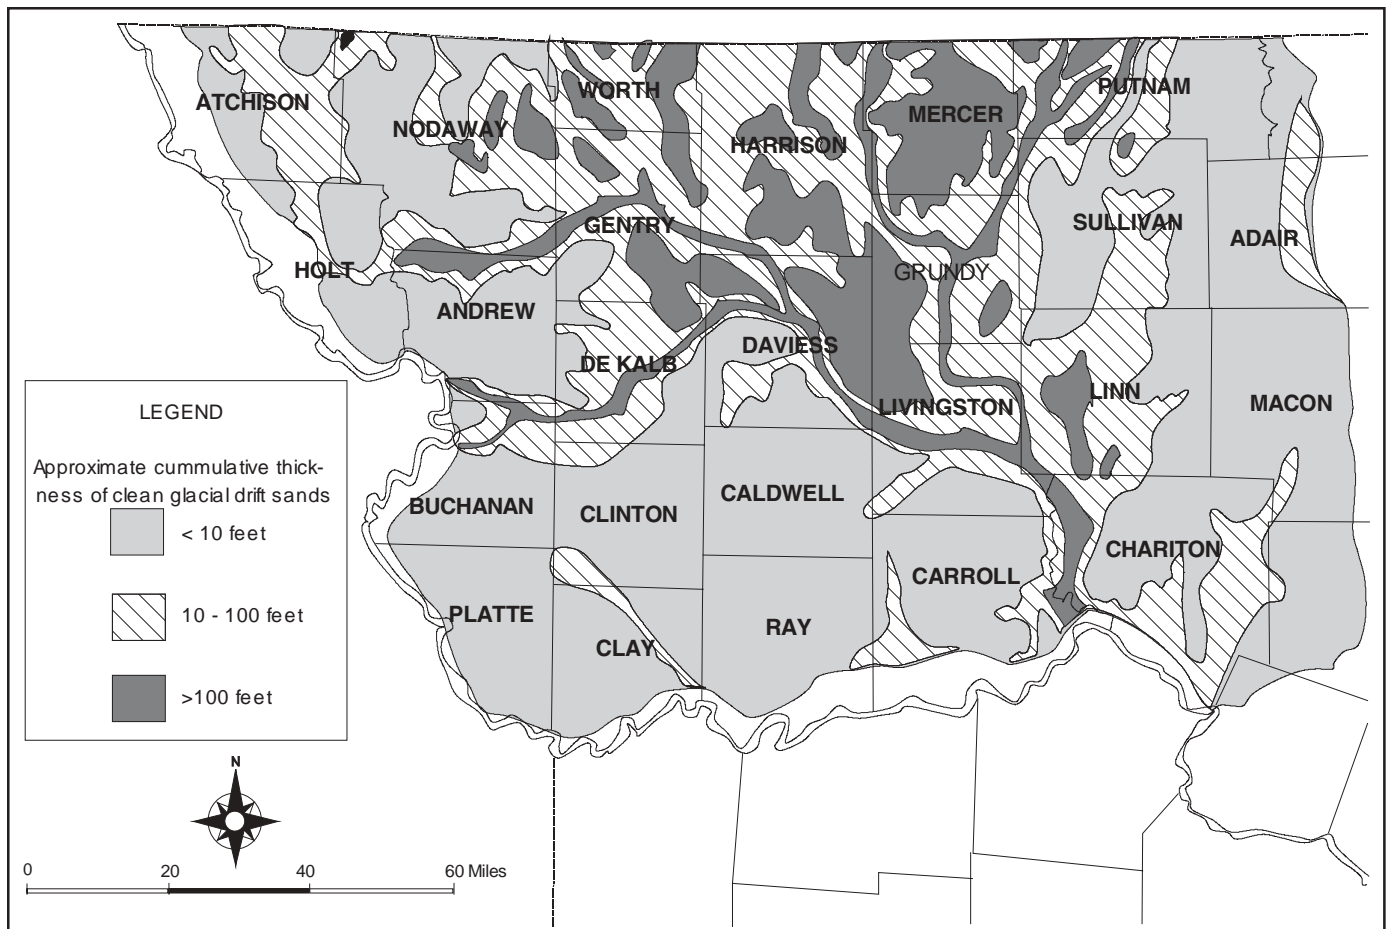 ATCHISON
NODAWAY
WORTH
HARRISON
MERCER
PUTNAM
GENTRY
SULLIVAN
ADAIR
HOLT
GRUNDY
ANDREW
DE KALB
DAVIESS
LIVINGSTON
LINN
MACON
BUCHANAN
CLINTON
CALDWELL
CHARITON
CARROLL
PLATTE
CLAY
RAY
LEGEND
Approximate cummulative thick-
ness of clean glacial drift sands
< 10 feet
10 - 100 feet
>100 feet
N
0 20 40 60 Miles